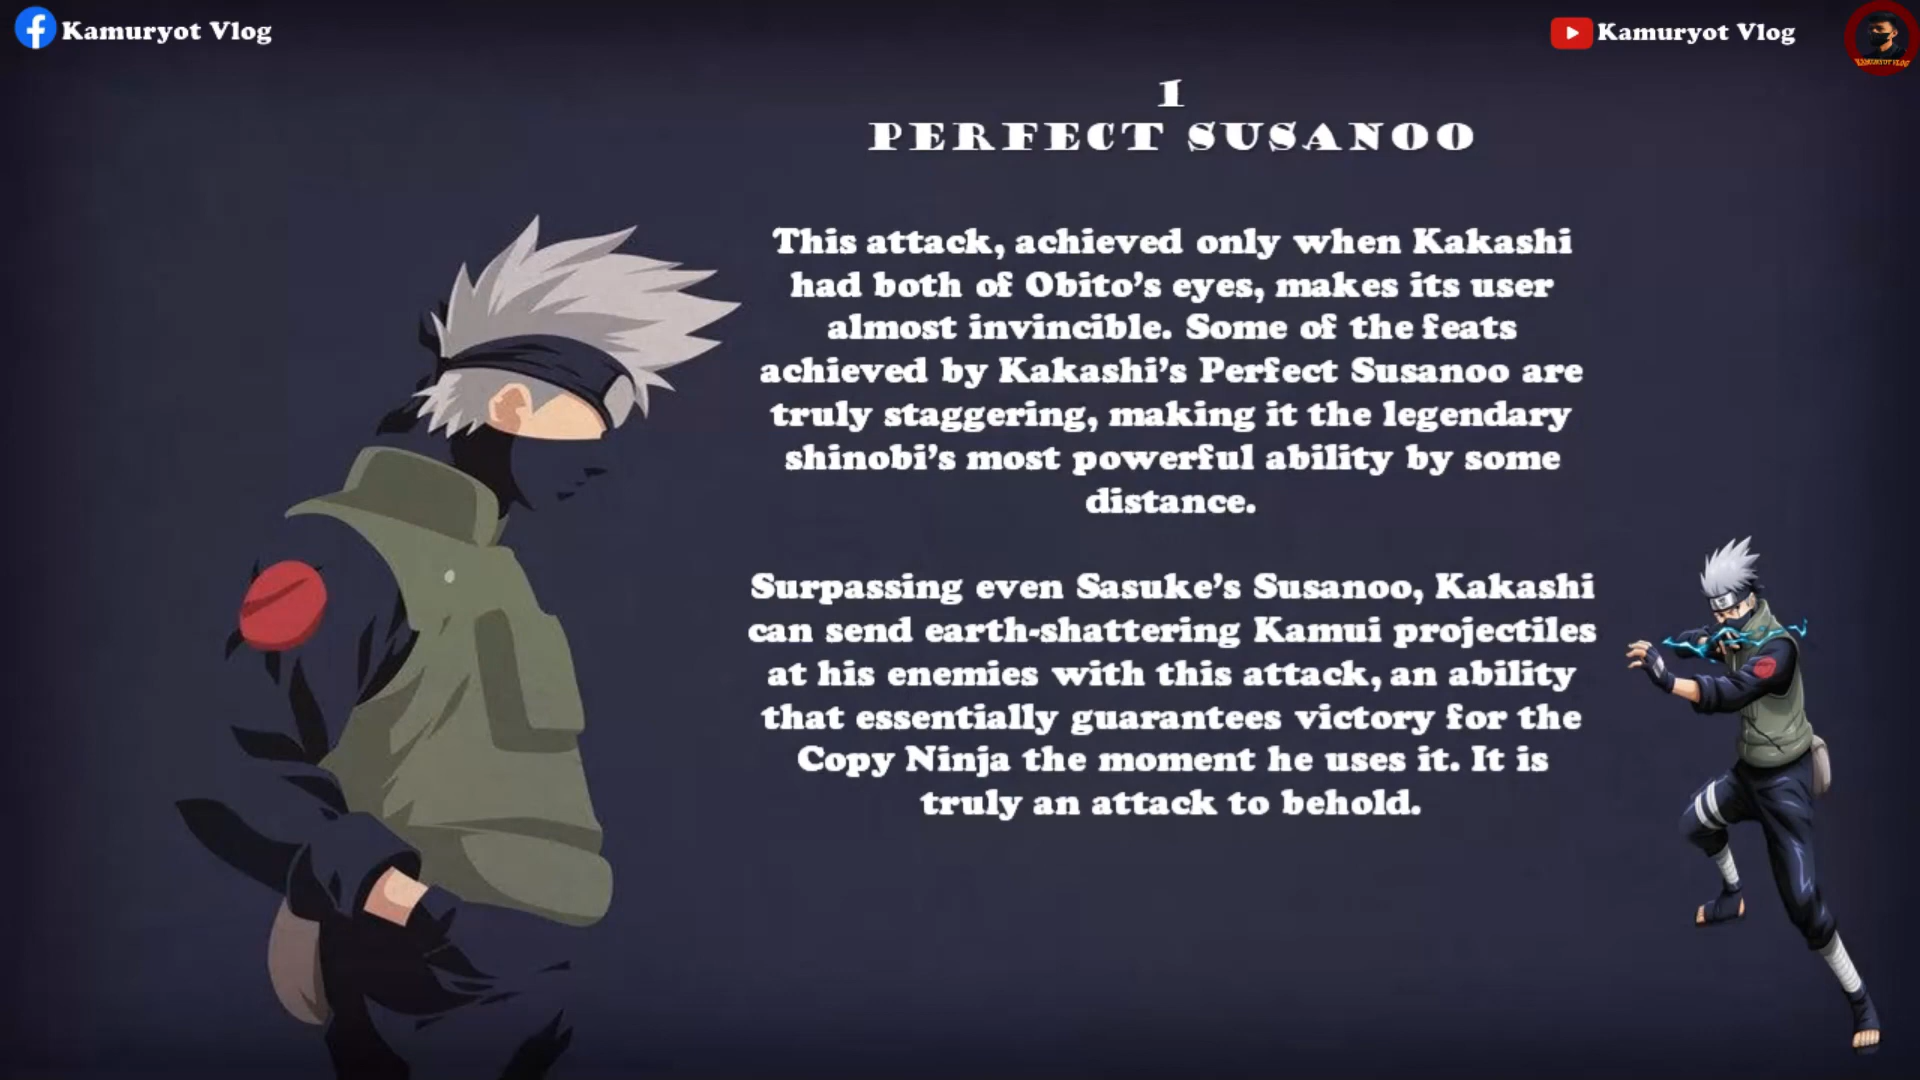 Kamuryot Vlog
Kamuryot Vlog
KAMURYOT VLOG
1
PERFECT SUSANOO
This attack, achieved only when Kakashi
had both of Obito's eyes, makes its user
almost invincible. Some of the feats
achieved by Kakashi's Perfect Susanoo are
truly staggering, making it the legendary
shinobi's most powerful ability by some
distance.
Surpassing even Sasuke's Susanoo, Kakashi
can send earth-shattering Kamui projectiles
at his enemies with this attack, an ability
that essentially guarantees victory for the
Copy Ninja the moment he uses it. It is
truly an attack to behold.